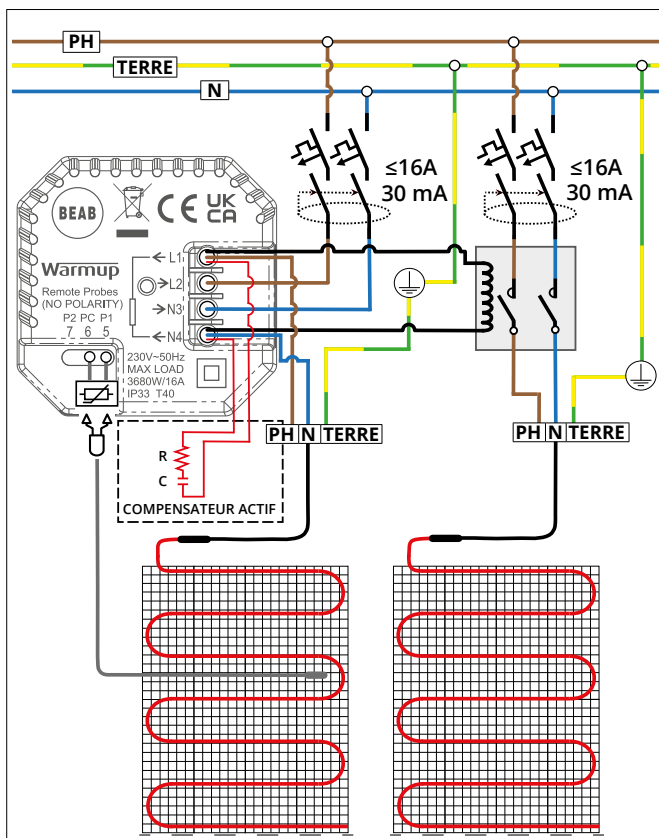 PH
TERRE
N
≤16A
30 mA
≤16A
30 mA
BEAB
CE
UK
CA
Warmup
Remote Probes
(NO POLARITY)
P2 PC P1
7 6 5
L1
L2
N3
N4
230V~50Hz
MAX LOAD
3680W/16A
IP33 T40
PH N TERRE
PH N TERRE
R
C
COMPENSATEUR ACTIF